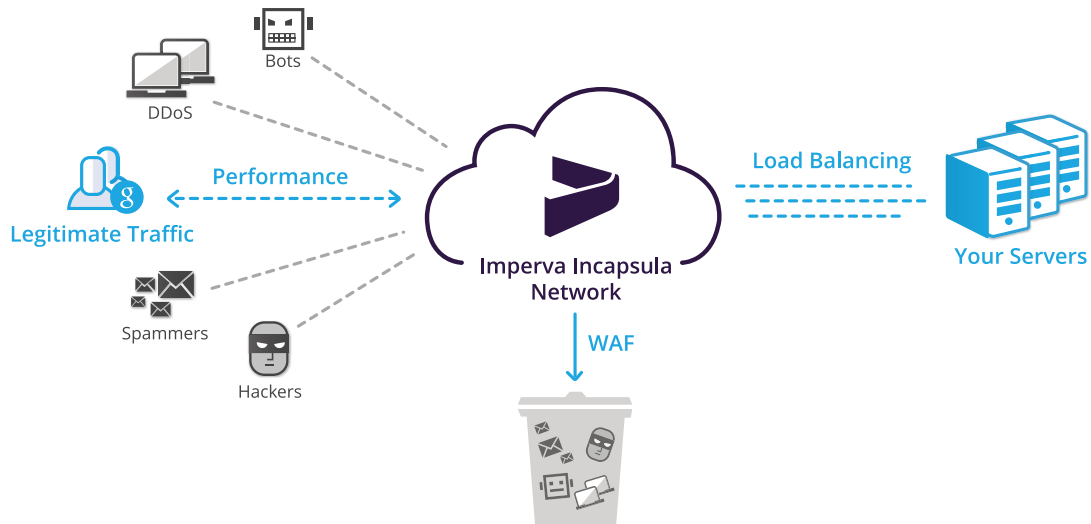 Bots
DDoS
Performance
g
Legitimate Traffic
Load Balancing
Your Servers
Imperva Incapsula
Network
Spammers
WAF
Hackers